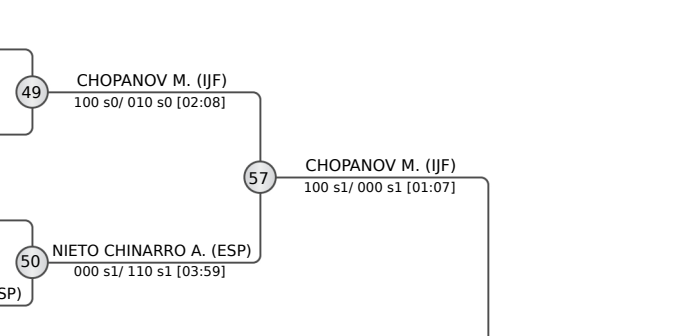 49
CHOPANOV M. (IJF)
100 s0/ 010 s0 [02:08]
57
CHOPANOV M. (IJF)
100 s1/ 000 s1 [01:07]
50
NIETO CHINARRO A. (ESP)
000 s1/ 110 s1 [03:59]
SP)